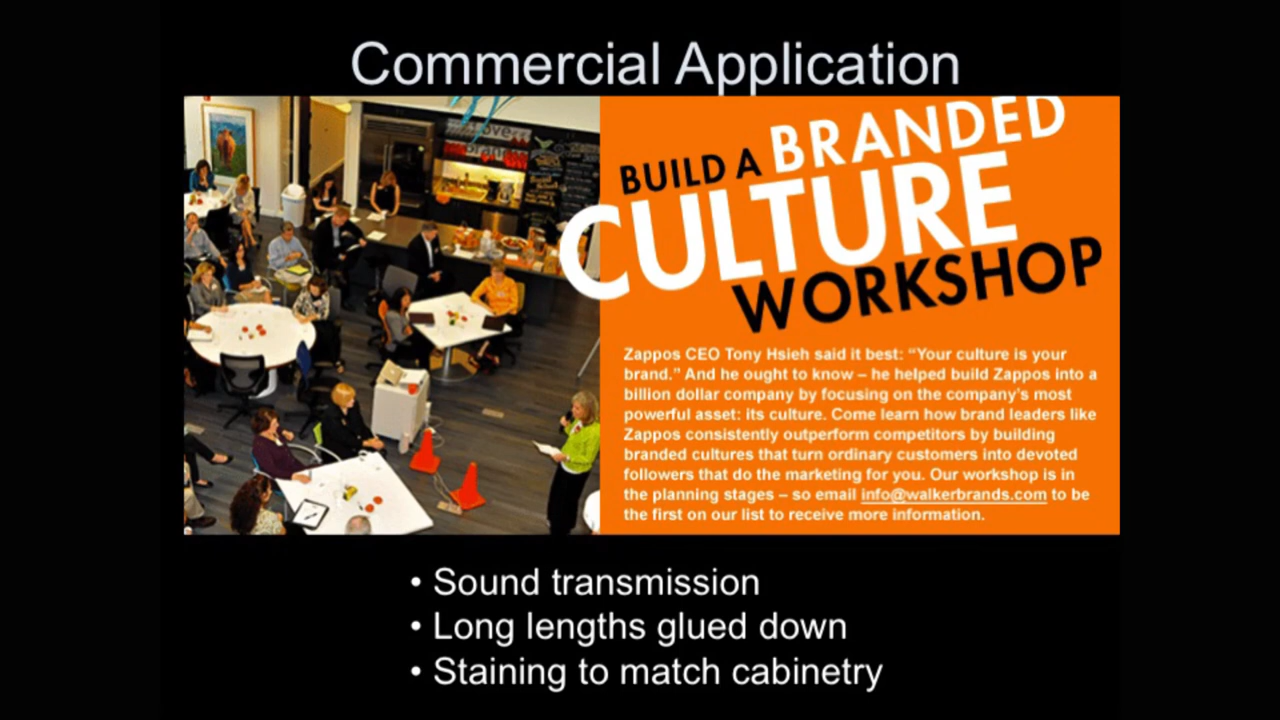 Commercial Application
Love
BUILD A BRANDED
CULTURE
WORKSHOP
Zappos CEO Tony Hsieh said it best: “Your culture is your
brand.” And he ought to know – he helped build Zappos into a
billion dollar company by focusing on the company’s most
powerful asset: its culture. Come learn how brand leaders like
Zappos consistently outperform competitors by building
branded cultures that turn ordinary customers into devoted
followers that do the marketing for you. Our workshop is in
the planning stages – so email info@walkerbrands.com to be
the first on our list to receive more information.
• Sound transmission
• Long lengths glued down
• Staining to match cabinetry